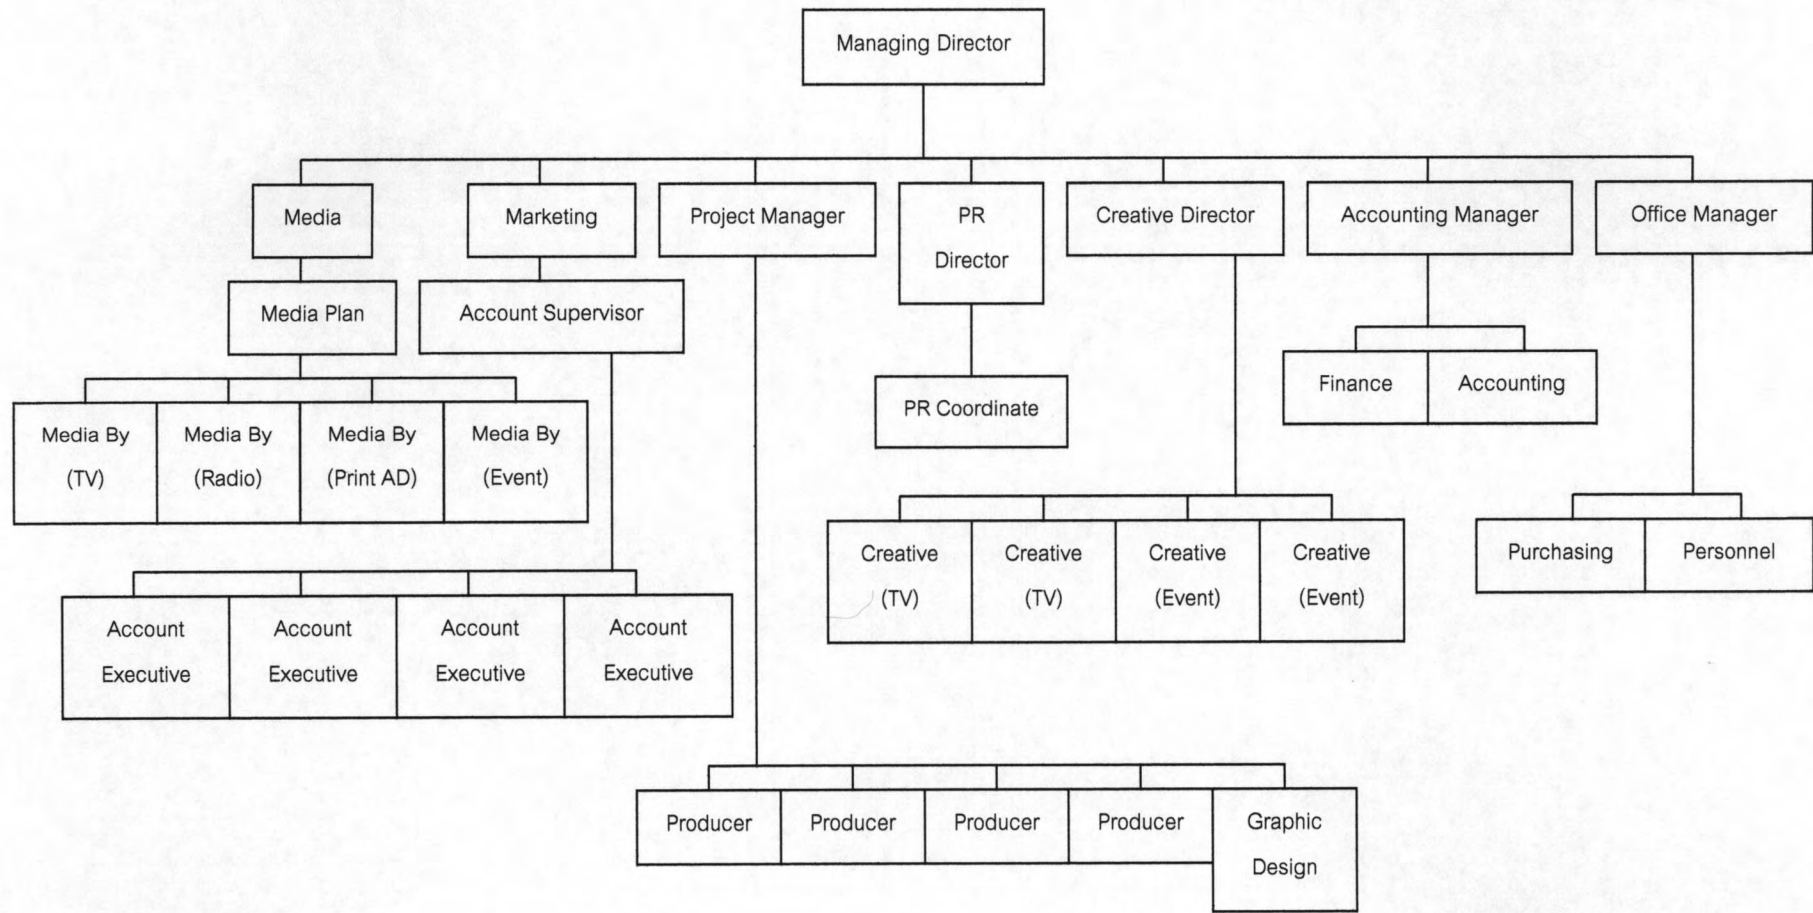 Managing Director
Media
Marketing
Project Manager
PR
Director
Creative Director
Accounting Manager
Office Manager
Media Plan
Account Supervisor
Finance
Accounting
PR Coordinate
Media By
(TV)
Media By
(Radio)
Media By
(Print AD)
Media By
(Event)
Creative
(TV)
Creative
(TV)
Creative
(Event)
Creative
(Event)
Purchasing
Personnel
Account
Executive
Account
Executive
Account
Executive
Account
Executive
Producer
Producer
Producer
Producer
Graphic
Design